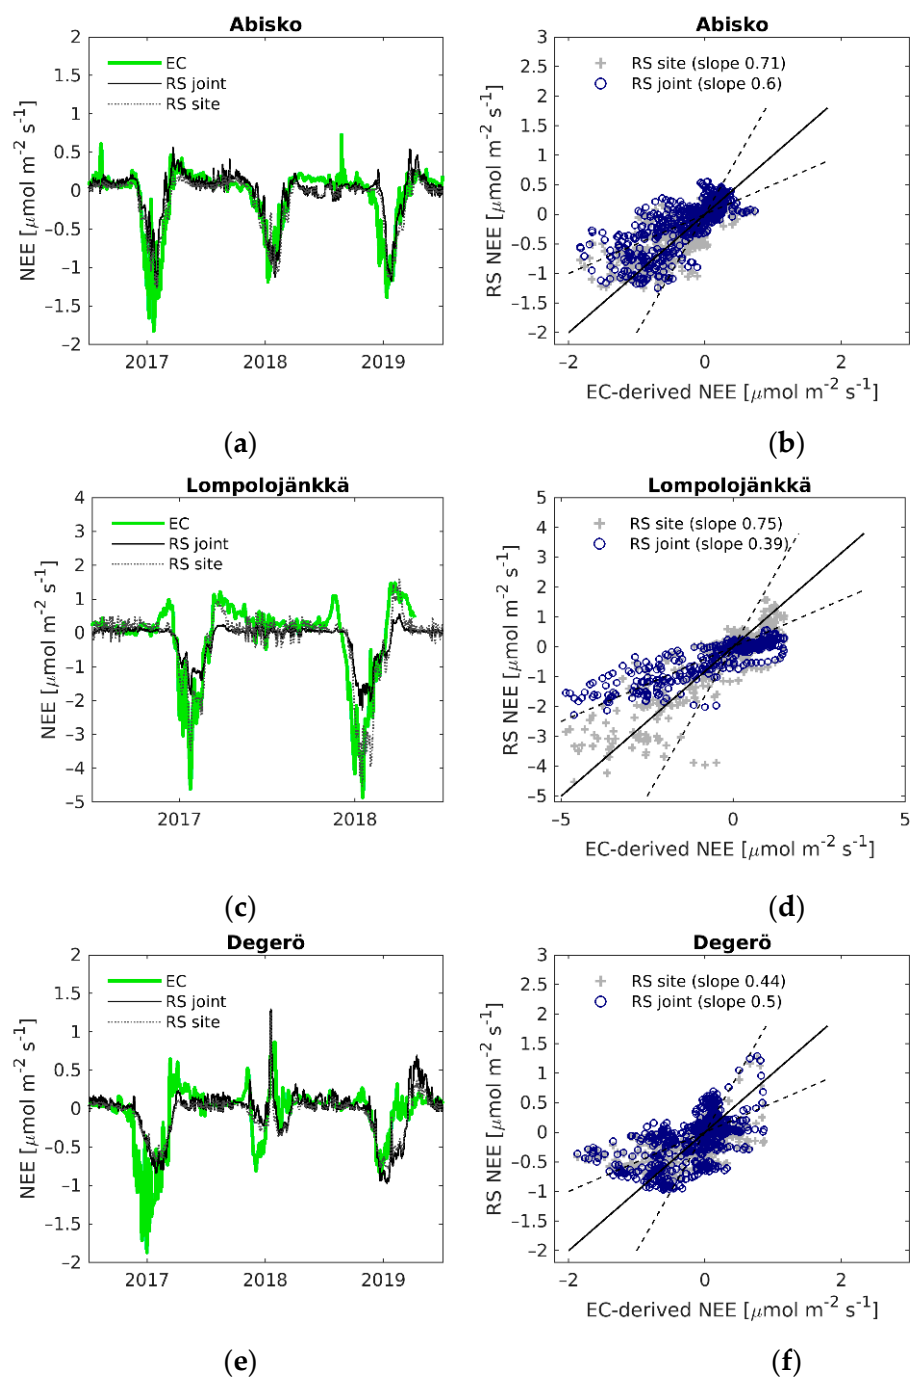 Abisko
2
1.5
1
0.5
0
−0.5
−1
−1.5
−2
NEE [μmol m-2 s-1]
EC
RS joint
RS site
2017 2018 2019
(a)
Abisko
3
2.5
2
1.5
1
0.5
0
−0.5
−1
−1.5
−2
RS NEE [μmol m-2 s-1]
RS site (slope 0.71)
RS joint (slope 0.6)
−2 0 2
EC-derived NEE [μmol m-2 s-1]
(b)
Lompolojänkkä
4
3
2
1
0
−1
−2
−3
−4
−5
NEE [μmol m-2 s-1]
EC
RS joint
RS site
2017 2018
(c)
Lompolojänkkä
5
4
3
2
1
0
−1
−2
−3
−4
−5
RS NEE [μmol m-2 s-1]
RS site (slope 0.75)
RS joint (slope 0.39)
−5 0 5
EC-derived NEE [μmol m-2 s-1]
(d)
Degerö
2
1.5
1
0.5
0
−0.5
−1
−1.5
−2
NEE [μmol m-2 s-1]
EC
RS joint
RS site
2017 2018 2019
(e)
Degerö
3
2.5
2
1.5
1
0.5
0
−0.5
−1
−1.5
−2
RS NEE [μmol m-2 s-1]
RS site (slope 0.44)
RS joint (slope 0.5)
−2 0 2
EC-derived NEE [μmol m-2 s-1]
(f)